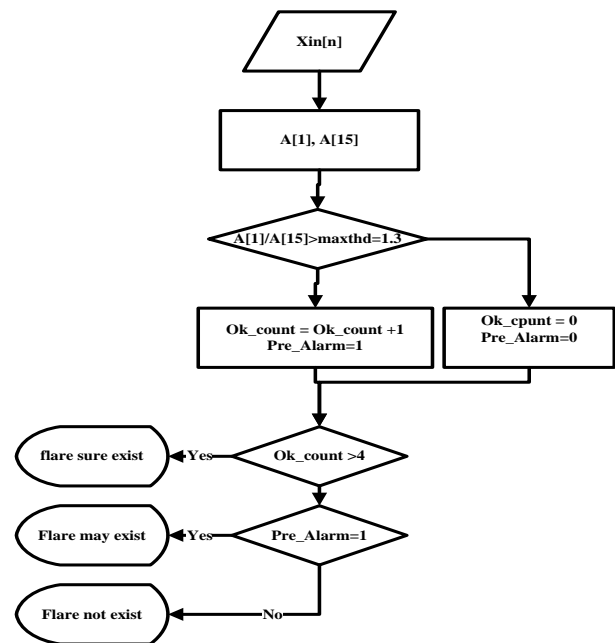 Xin[n]
A[1], A[15]
A[1]/A[15]>maxthd=1.3
Ok_count = Ok_count +1
Pre_Alarm=1
Ok_cpunt = 0
Pre_Alarm=0
flare sure exist
Yes
Ok_count >4
Flare may exist
Yes
Pre_Alarm=1
Flare not exist
No